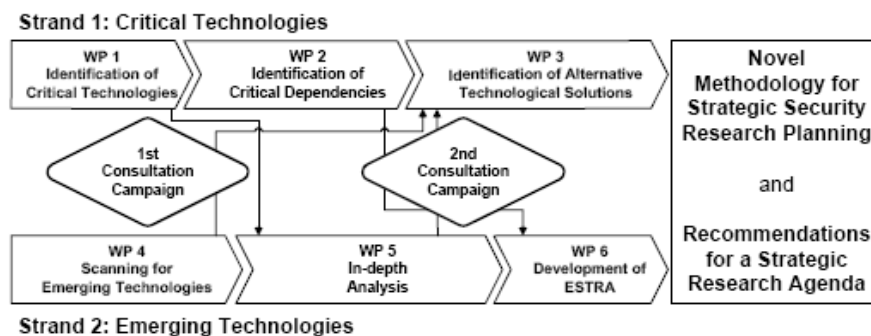 Strand 1: Critical Technologies
WP 1
Identification of
Critical Technologies
WP 2
Identification of
Critical Dependencies
WP 3
Identification of Alternative
Technological Solutions
1st
Consultation
Campaign
2nd
Consultation
Campaign
WP 4
Scanning for
Emerging Technologies
WP 5
In-depth
Analysis
WP 6
Development of
ESTRA
Novel
Methodology for
Strategic Security
Research Planning
and
Recommendations
for a Strategic
Research Agenda
Strand 2: Emerging Technologies